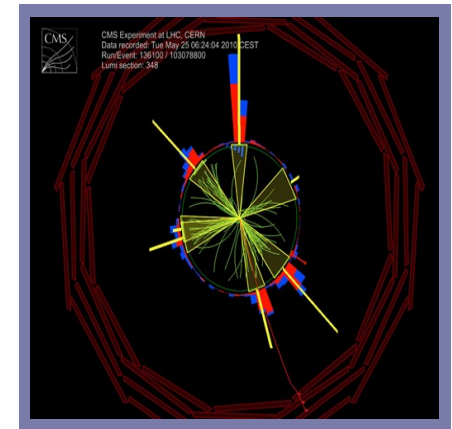 CMS
CMS Experiment at LHC, CERN
Data recorded: Tue May 25 06:24:04 2010 CEST
Run/Event: 136100 / 103078800
Lumi section: 348